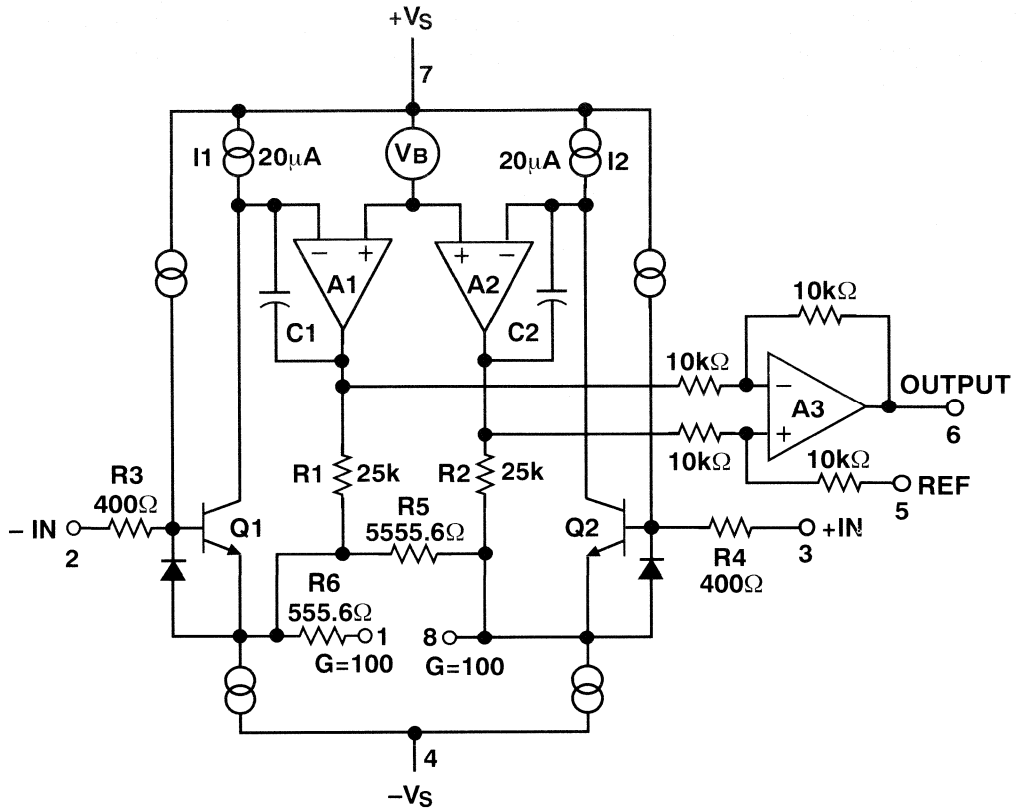 +VS
7
I1
20μA
VB
20μA
I2
−
+
A1
+
−
A2
C1
C2
10kΩ
10kΩ
−
A3
+
OUTPUT
6
10kΩ
10kΩ
REF
5
R1
25k
R2
25k
R3
400Ω
− IN
2
Q1
R5
5555.6Ω
Q2
+IN
3
R4
400Ω
R6
555.6Ω
1
G=100
8
G=100
4
−VS